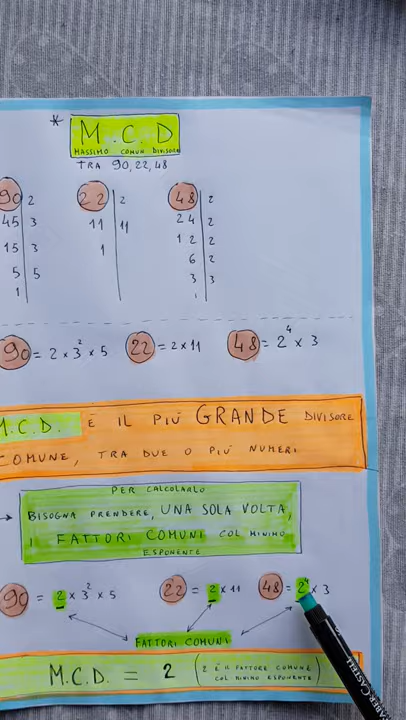 * M.C.D
MASSIMO COMUN DIVISORE
TRA 90, 22, 48
90 2
45 3
15 3
5 5
1
22 2
11 11
1
48 2
24 2
12 2
6 2
3 3
1
90 = 2 x 3² x 5
22 = 2 x 11
48 = 2⁴ x 3
M.C.D. È IL PIÙ GRANDE DIVISORE
COMUNE, TRA DUE O PIÙ NUMERI
PER CALCOLARLO
BISOGNA PRENDERE, UNA SOLA VOLTA,
I FATTORI COMUNI COL MINIMO
ESPONENTE
90 = 2 x 3² x 5 22 = 2 x 11 48 = 2⁴ x 3
FATTORI COMUNI
M.C.D. = 2 (2 È IL FATTORE COMUNE
COL MINIMO ESPONENTE)
FABER-CASTELL